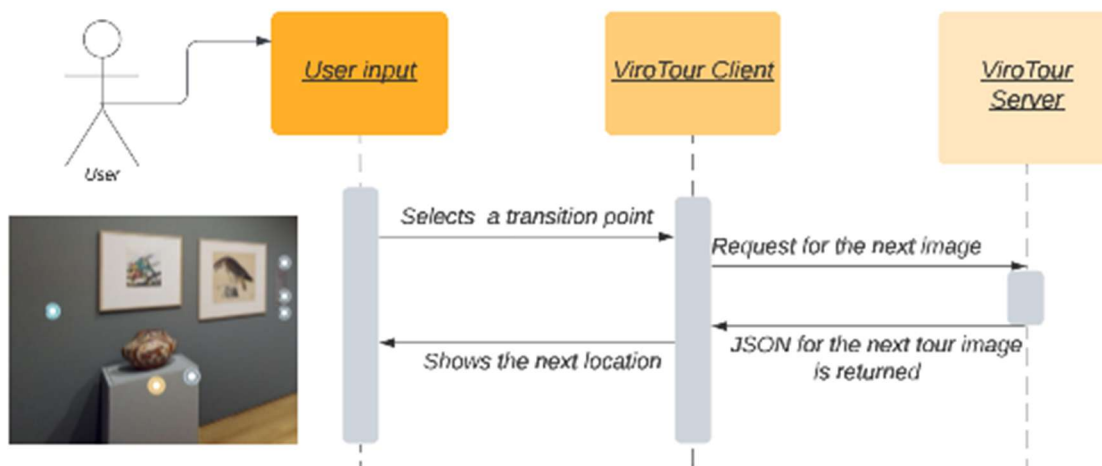 User input
ViroTour Client
ViroTour
Server
User
Selects a transition point
Request for the next image
Shows the next location
JSON for the next tour image
is returned